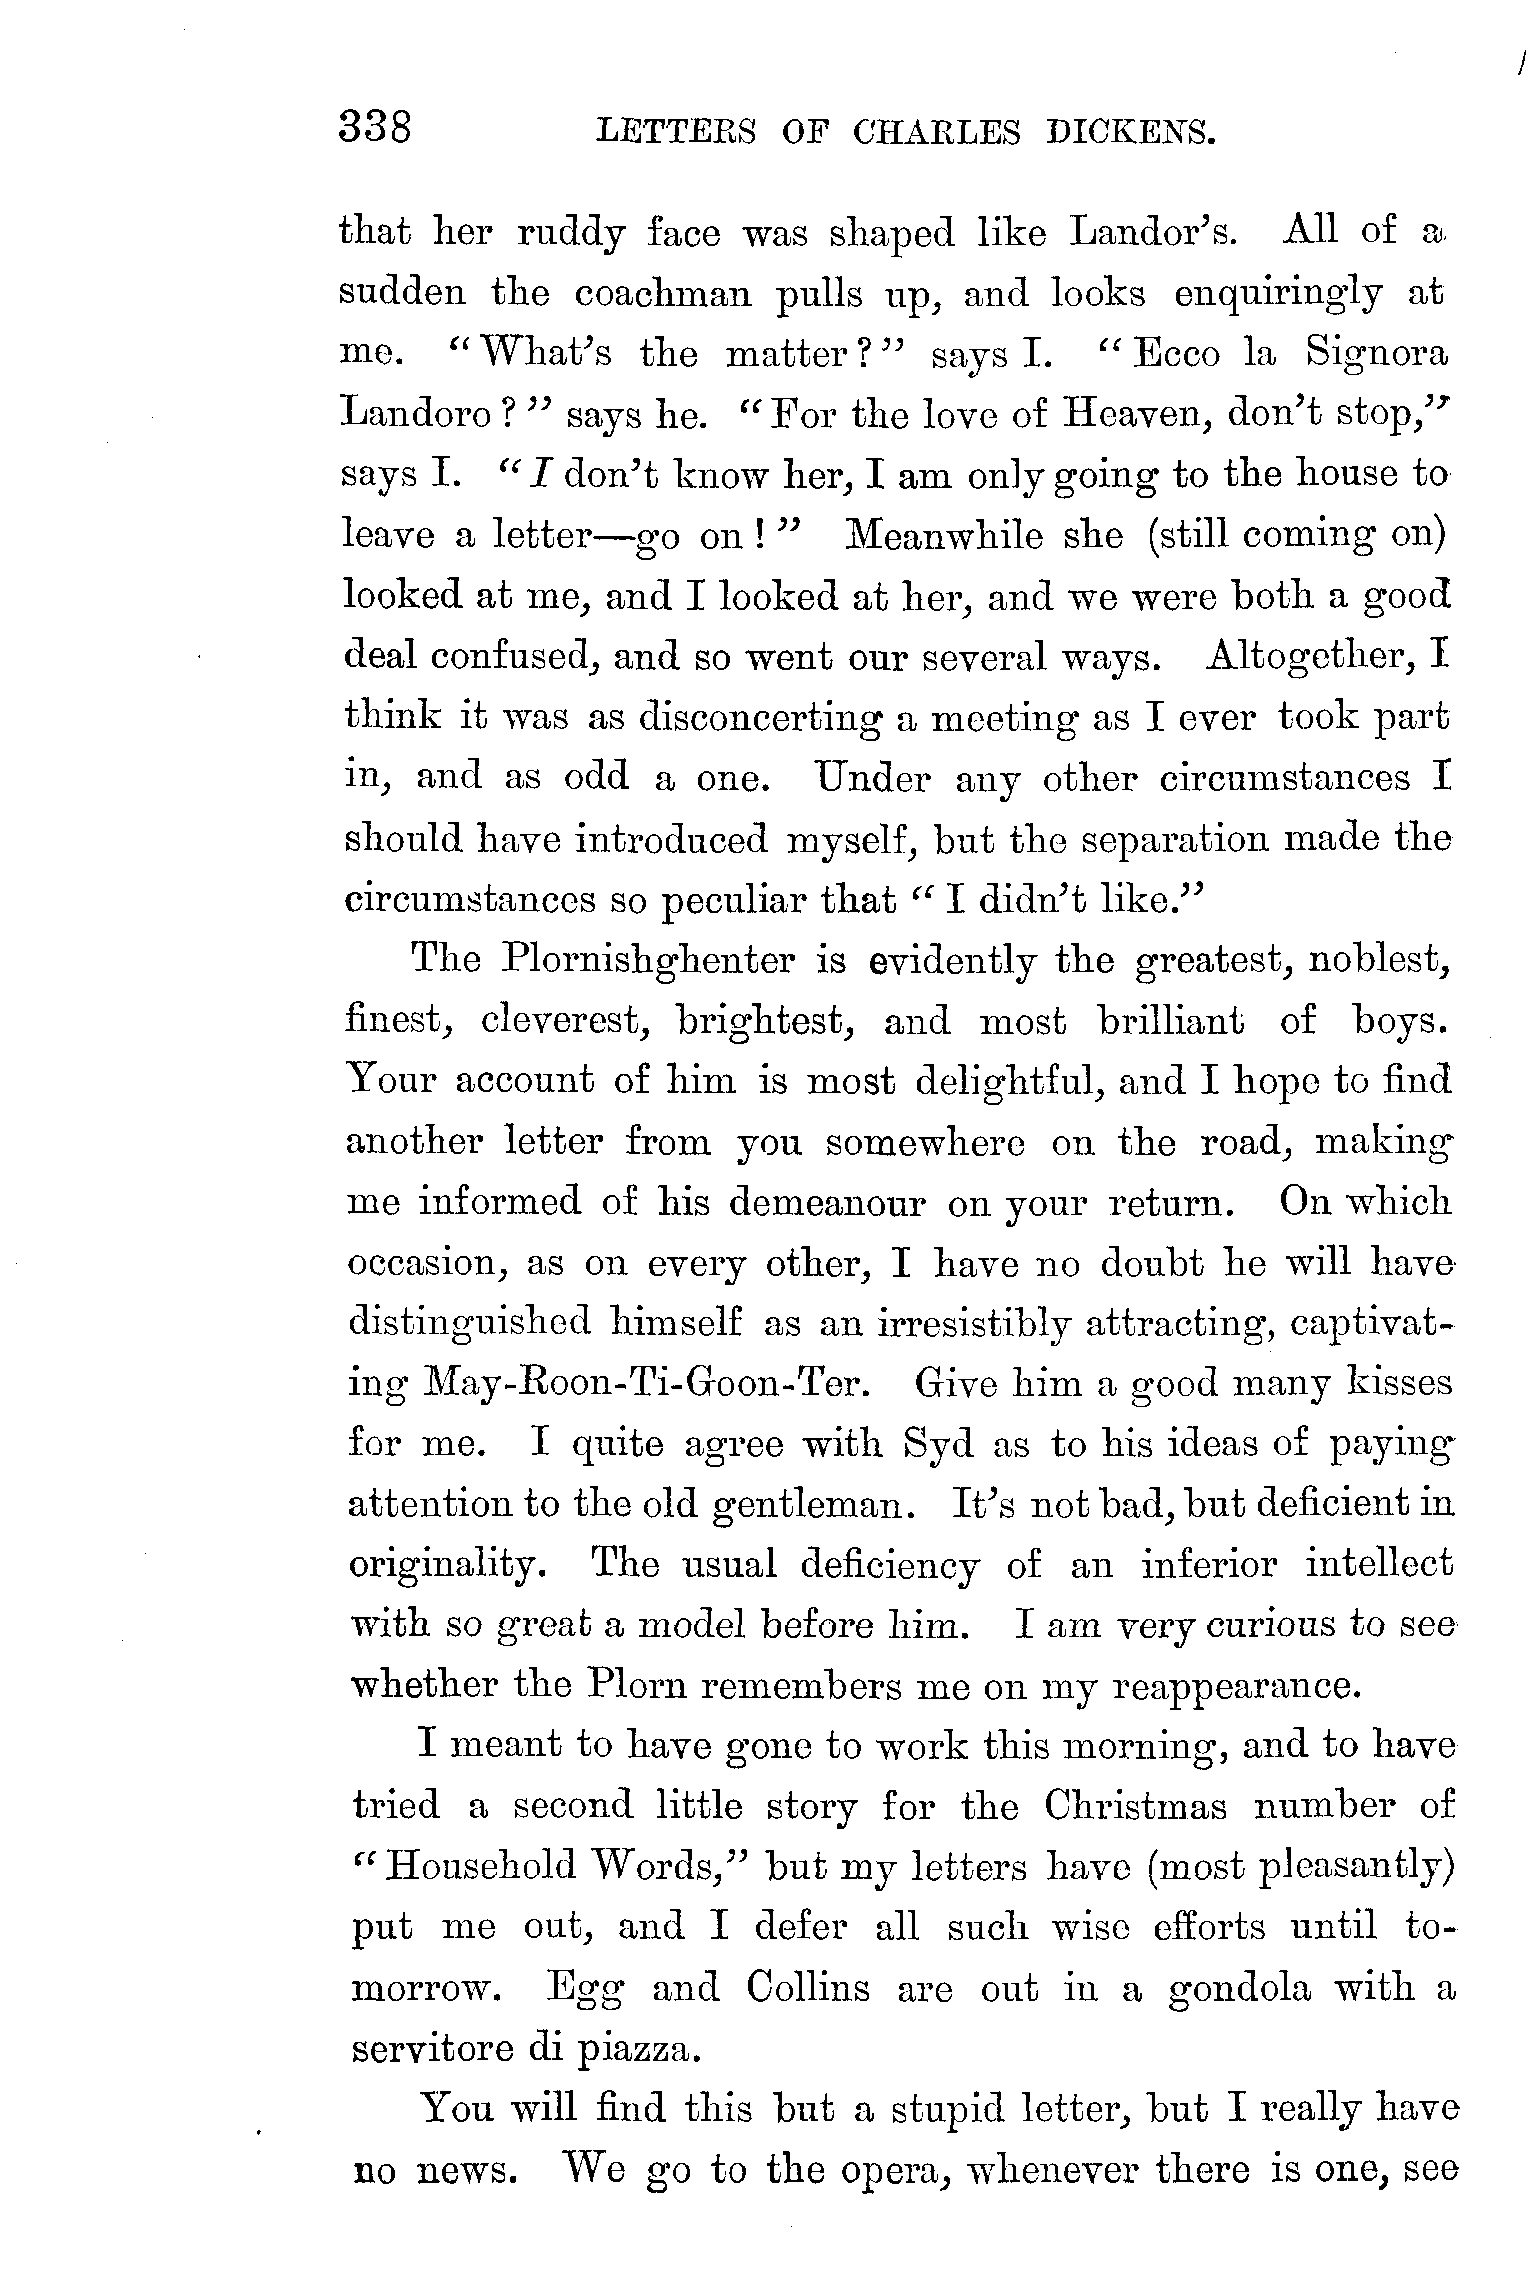 338 LETTERS OF CHARLES DICKENS.
that her ruddy face was shaped like Landor's. All of a
sudden the coachman pulls up, and looks enquiringly at
me. "What's the matter?" says I. "Ecco la Signora
Landoro?" says he. "For the love of Heaven, don't stop,"
says I. "I don't know her, I am only going to the house to
leave a letter—go on!" Meanwhile she (still coming on)
looked at me, and I looked at her, and we were both a good
deal confused, and so went our several ways. Altogether, I
think it was as disconcerting a meeting as I ever took part
in, and as odd a one. Under any other circumstances I
should have introduced myself, but the separation made the
circumstances so peculiar that "I didn't like."
The Plornishghenter is evidently the greatest, noblest,
finest, cleverest, brightest, and most brilliant of boys.
Your account of him is most delightful, and I hope to find
another letter from you somewhere on the road, making
me informed of his demeanour on your return. On which
occasion, as on every other, I have no doubt he will have
distinguished himself as an irresistibly attracting, captivat-
ing May-Roon-Ti-Goon-Ter. Give him a good many kisses
for me. I quite agree with Syd as to his ideas of paying
attention to the old gentleman. It's not bad, but deficient in
originality. The usual deficiency of an inferior intellect
with so great a model before him. I am very curious to see
whether the Plorn remembers me on my reappearance.
I meant to have gone to work this morning, and to have
tried a second little story for the Christmas number of
"Household Words," but my letters have (most pleasantly)
put me out, and I defer all such wise efforts until to-
morrow. Egg and Collins are out in a gondola with a
servitore di piazza.
You will find this but a stupid letter, but I really have
no news. We go to the opera, whenever there is one, see